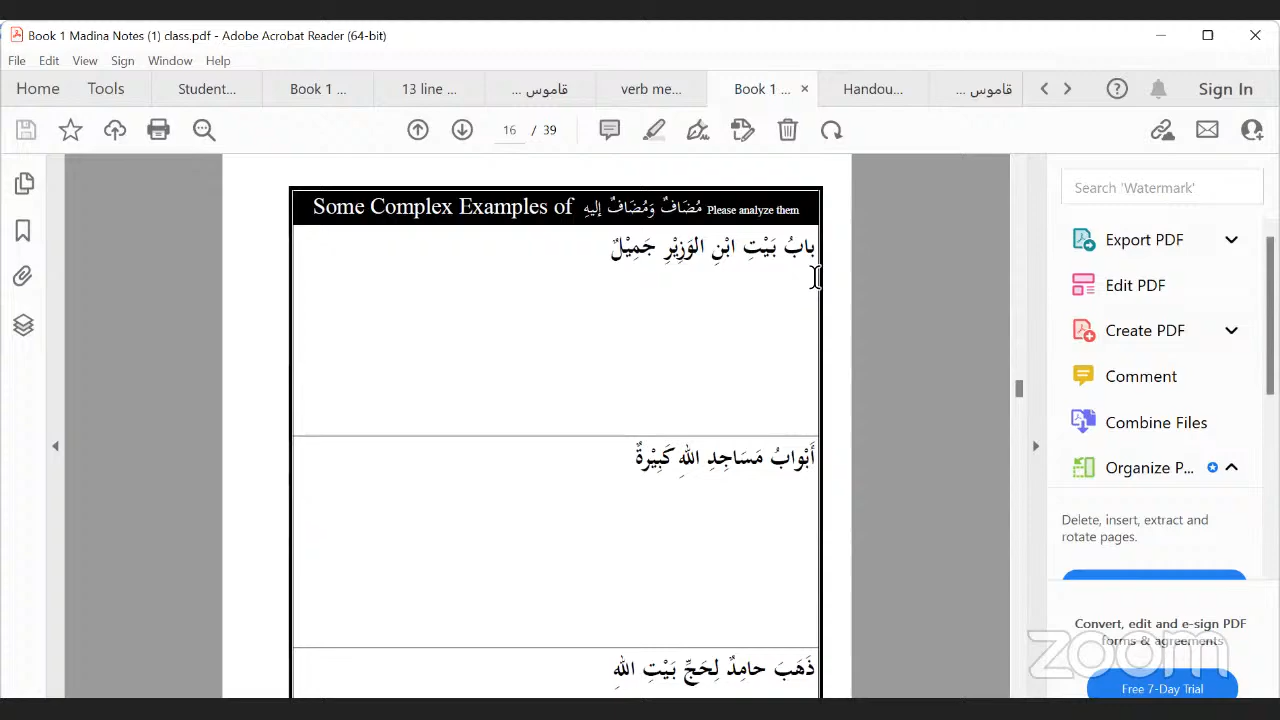 Book 1 Madina Notes (1) class.pdf - Adobe Acrobat Reader (64-bit)
File Edit View Sign Window Help
Home Tools Student... Book 1 ... 13 line ... قاموس ... verb me... Book 1 ... × Handou... قاموس ... Sign In
16 / 39
Search 'Watermark'
Some Complex Examples of مُضَافٌ وَمُضَافٌ إليهِ Please analyze them
بابُ بَيْتِ ابْنِ الوَزِيْرِ جَمِيْلٌ
أَبْوابُ مَسَاجِدِ اللهِ كَبِيْرةٌ
ذَهَبَ حامِدٌ لِحَجِّ بَيْتِ اللهِ
Export PDF
Edit PDF
Create PDF
Comment
Combine Files
Organize P...
Delete, insert, extract and
rotate pages.
Convert, edit and e-sign PDF
forms & agreements
Free 7-Day Trial
zoom